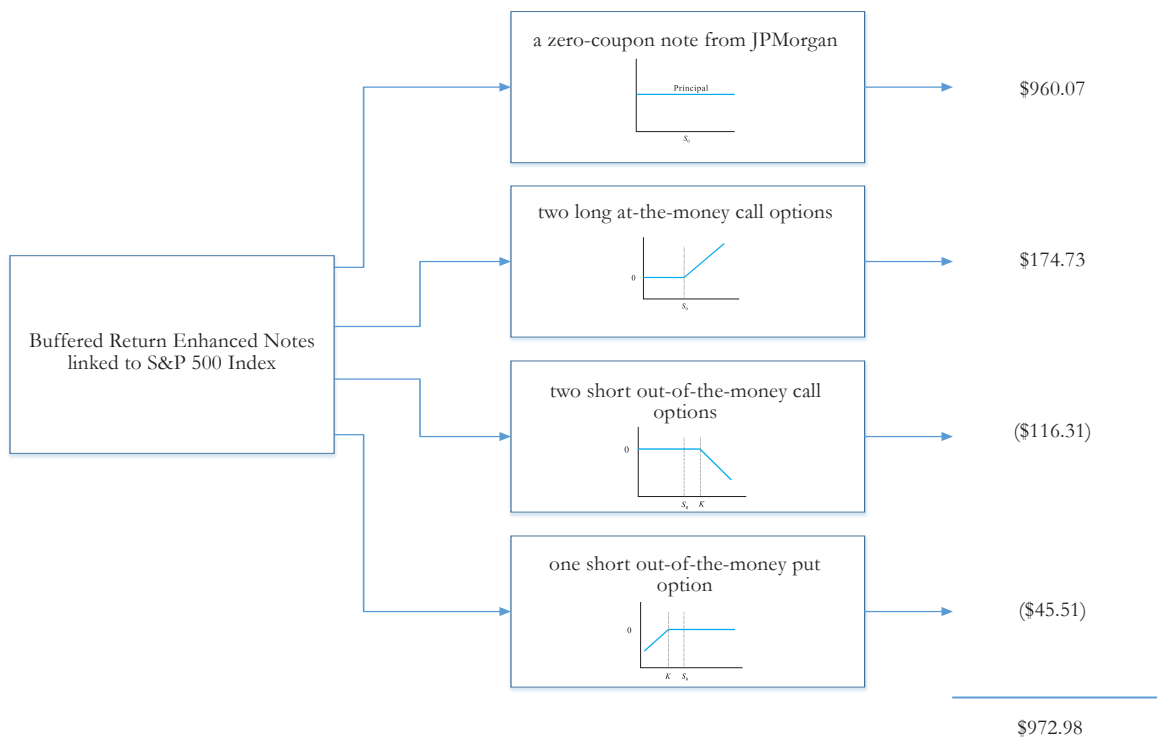 a zero-coupon note from JPMorgan
Principal
S₀
$960.07
two long at-the-money call options
0
S₀
$174.73
Buffered Return Enhanced Notes
linked to S&P 500 Index
two short out-of-the-money call
options
0
S₀ K
($116.31)
one short out-of-the-money put
option
0
K S₀
($45.51)
$972.98